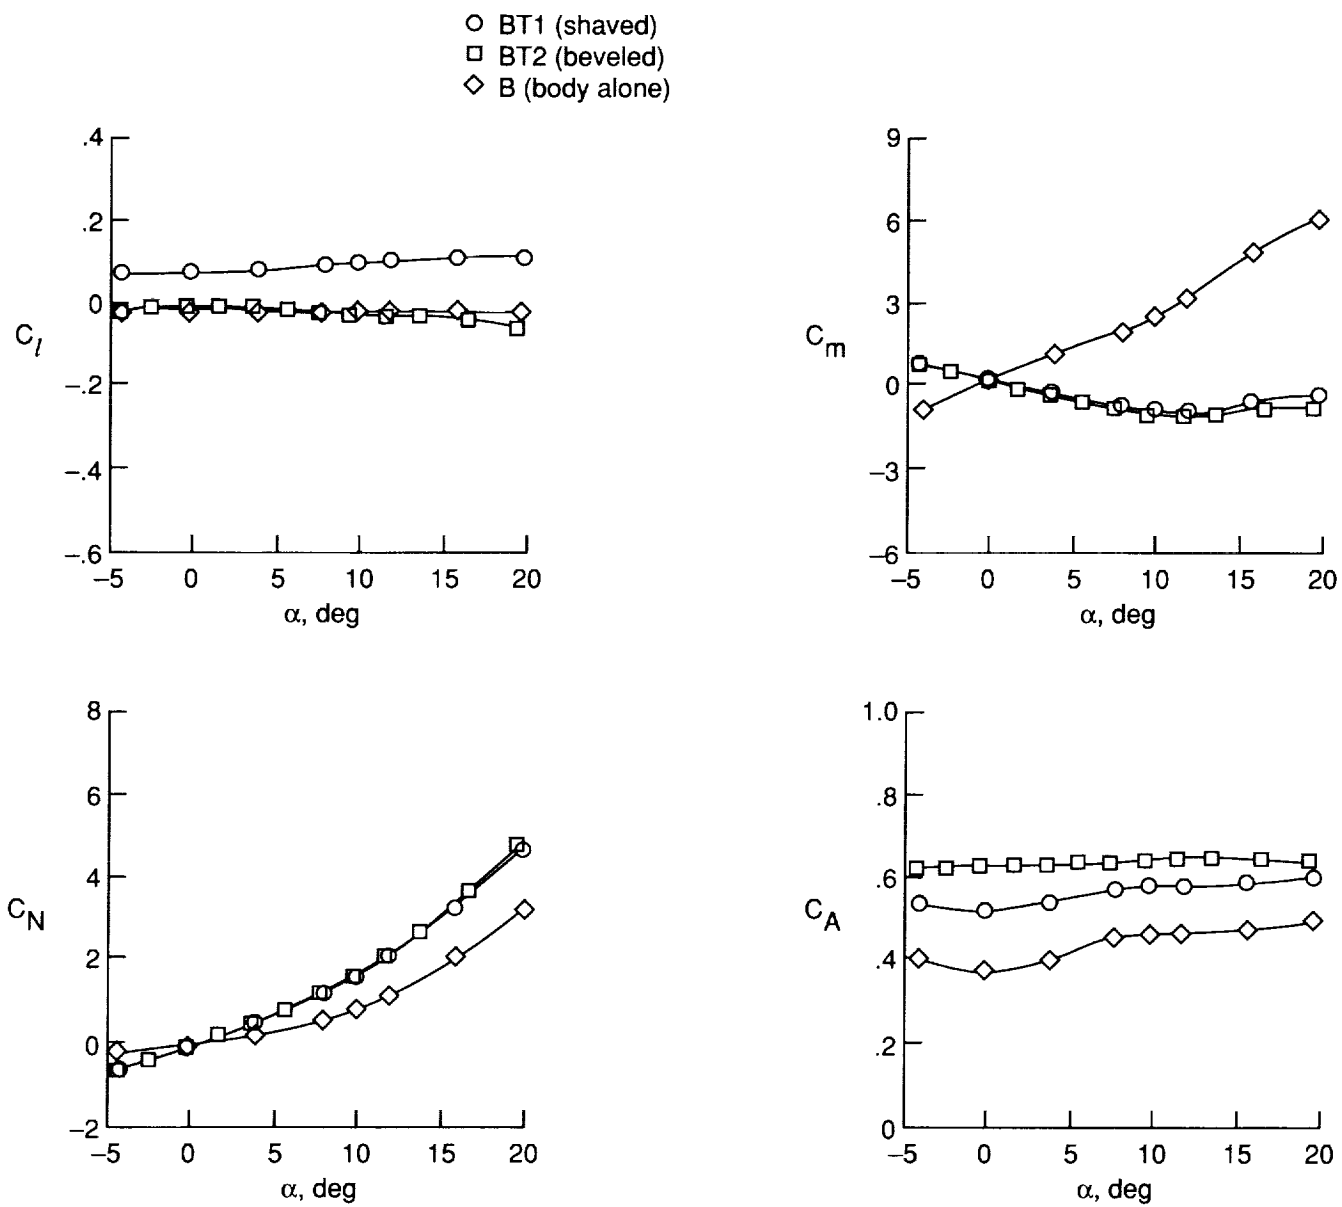 BT1 (shaved)
BT2 (beveled)
B (body alone)
.4
.2
0
–.2
–.4
–.6
C_l
–5 0 5 10 15 20
α, deg
9
6
3
0
–3
–6
C_m
–5 0 5 10 15 20
α, deg
8
6
4
2
0
–2
C_N
–5 0 5 10 15 20
α, deg
1.0
.8
.6
.4
.2
0
C_A
–5 0 5 10 15 20
α, deg